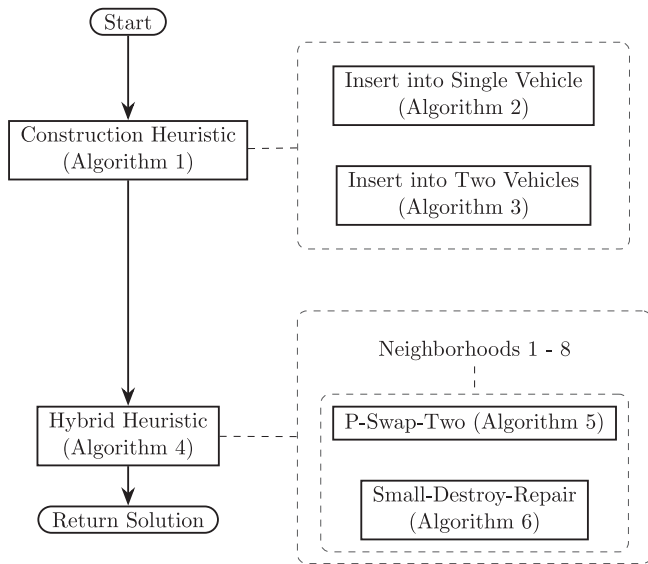 Start
Construction Heuristic
(Algorithm 1)
Insert into Single Vehicle
(Algorithm 2)
Insert into Two Vehicles
(Algorithm 3)
Neighborhoods 1 - 8
Hybrid Heuristic
(Algorithm 4)
P-Swap-Two (Algorithm 5)
Small-Destroy-Repair
(Algorithm 6)
Return Solution